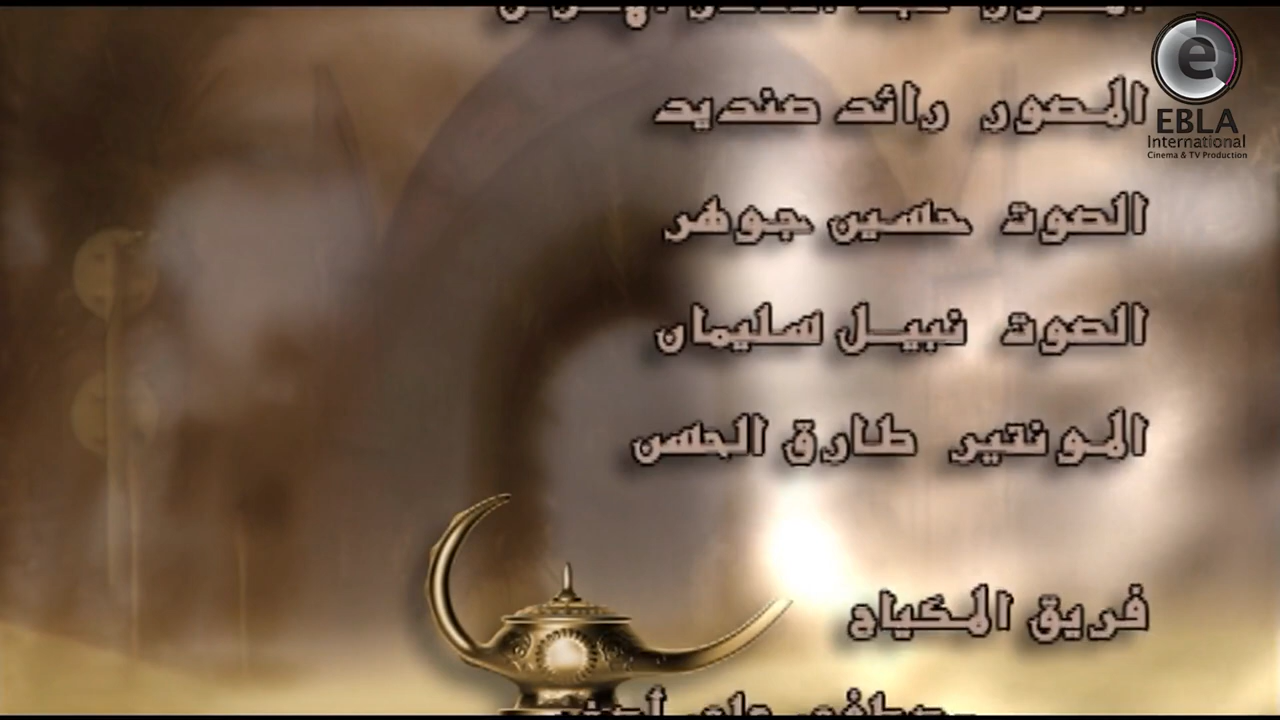 المصور رائد صنديد
الصوت حسين جوهر
الصوت نبيل سليمان
المونتير طارق الحسن
فريق المكياج
e
EBLA
International
Cinema & TV Production